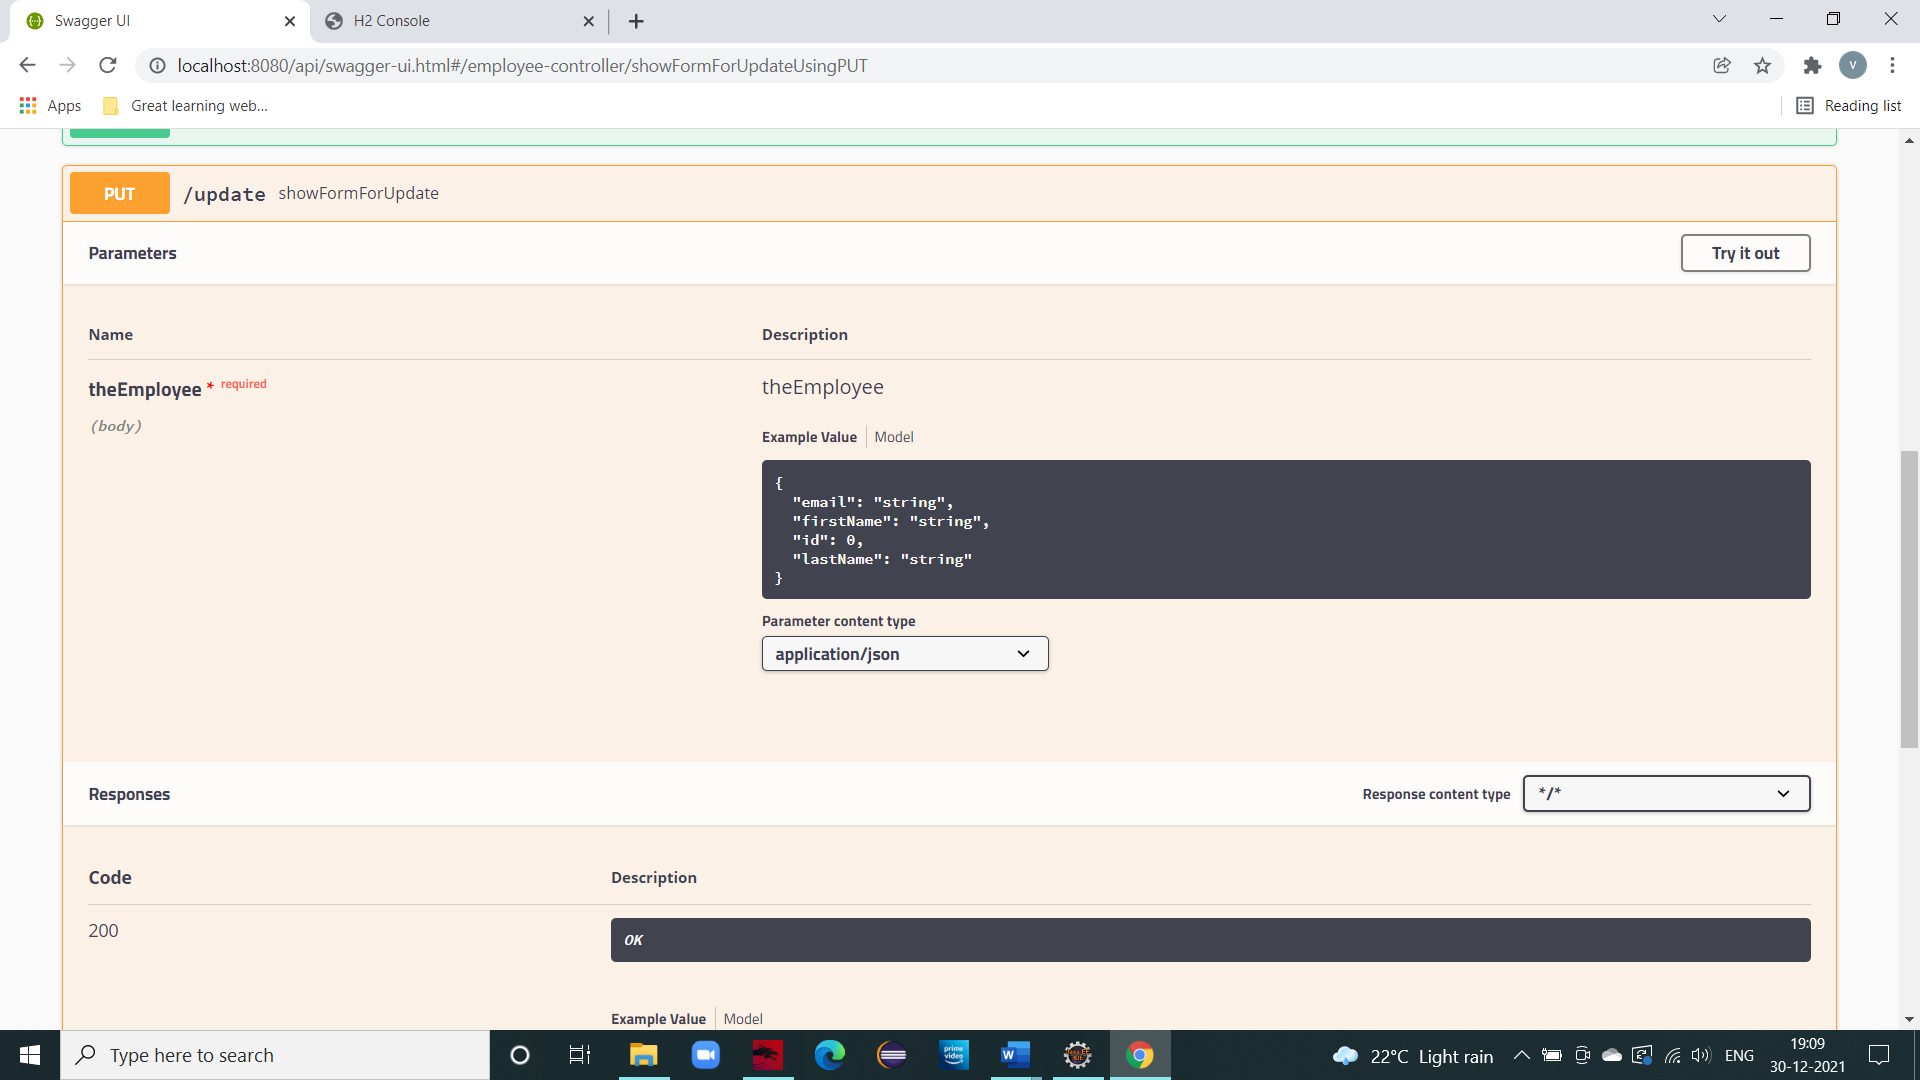 Swagger UI
H2 Console
localhost:8080/api/swagger-ui.html#/employee-controller/showFormForUpdateUsingPUT
V
Apps
Great learning web...
Reading list
PUT /update showFormForUpdate
Parameters
Try it out
Name Description
theEmployee * required
(body)
theEmployee
Example Value Model
{
"email": "string",
"firstName": "string",
"id": 0,
"lastName": "string"
}
Parameter content type
application/json
Responses
Response content type */*
Code Description
200
OK
Example Value Model
Type here to search
prime video
W
22°C Light rain
ENG
19:09
30-12-2021